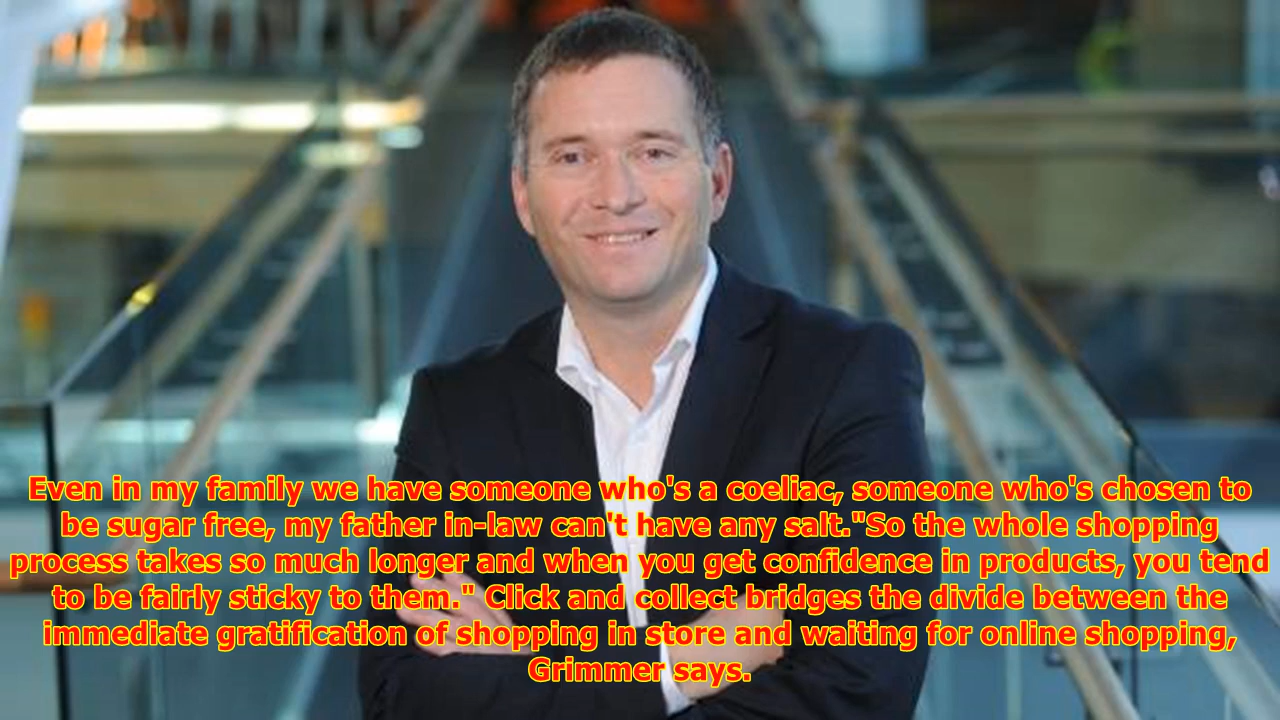 Even in my family we have someone who's a coeliac, someone who's chosen to
be sugar free, my father in-law can't have any salt."So the whole shopping
process takes so much longer and when you get confidence in products, you tend
to be fairly sticky to them." Click and collect bridges the divide between the
immediate gratification of shopping in store and waiting for online shopping,
Grimmer says.